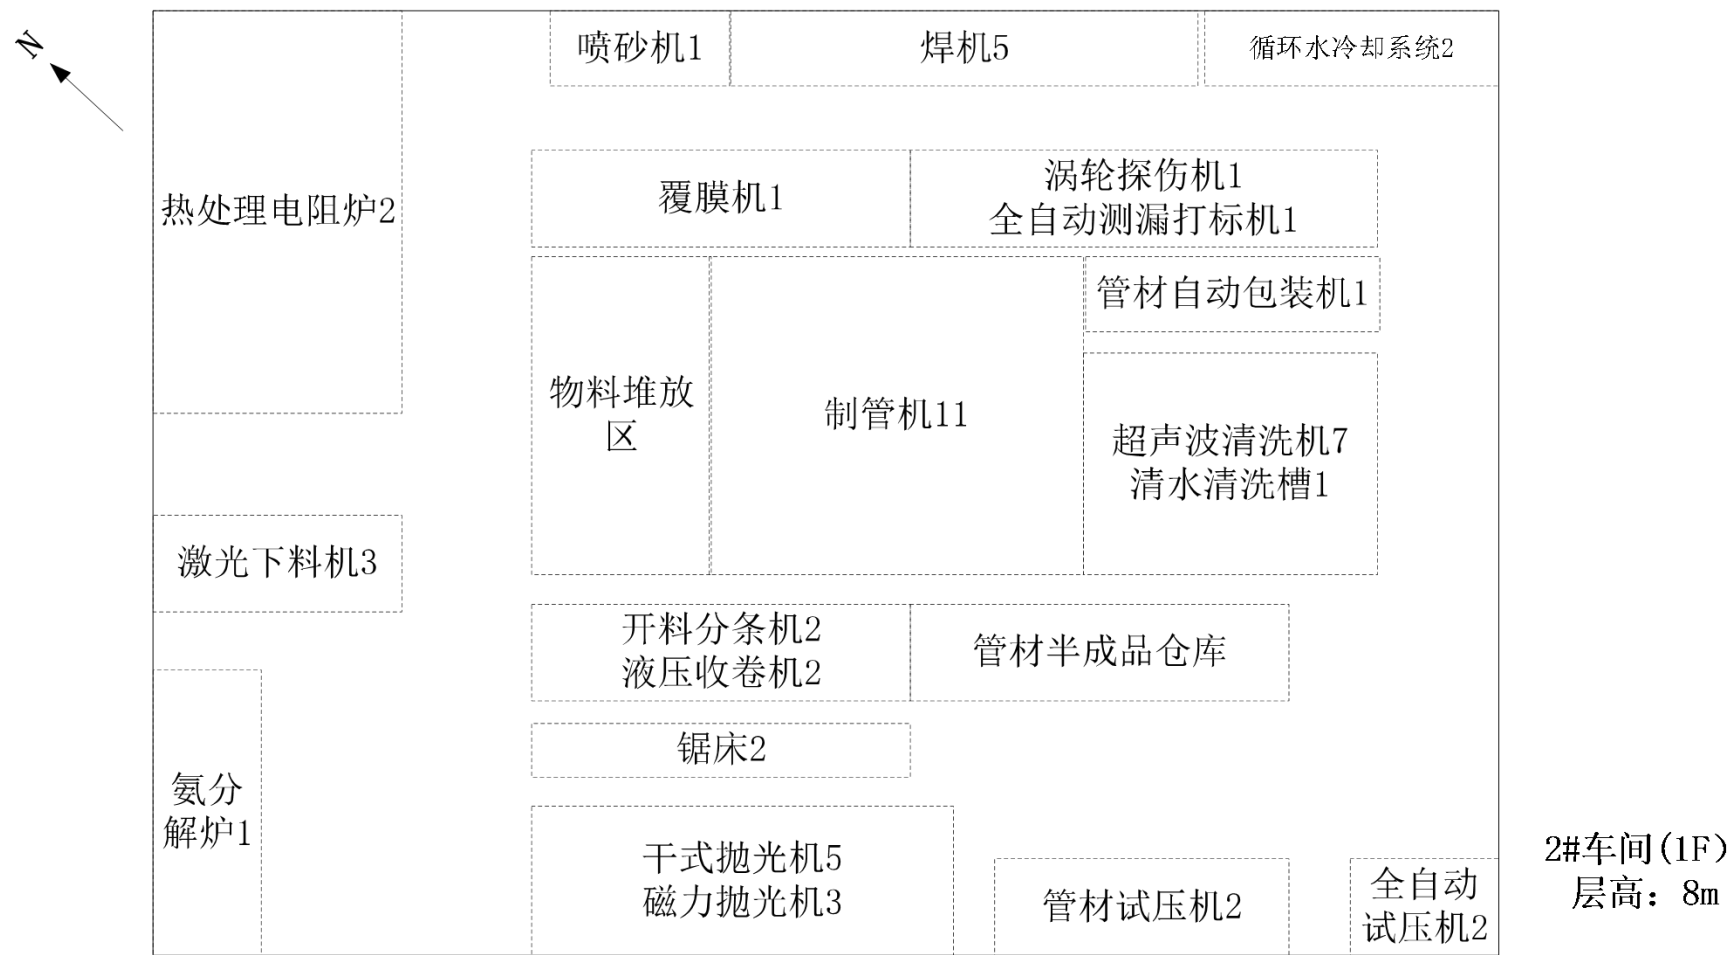 N
喷砂机1
焊机5
循环水冷却系统2
热处理电阻炉2
覆膜机1
涡轮探伤机1
全自动测漏打标机1
管材自动包装机1
物料堆放
区
制管机11
超声波清洗机7
清水清洗槽1
激光下料机3
开料分条机2
液压收卷机2
管材半成品仓库
锯床2
氨分
解炉1
干式抛光机5
磁力抛光机3
管材试压机2
全自动
试压机2
2#车间(1F)
层高：8m